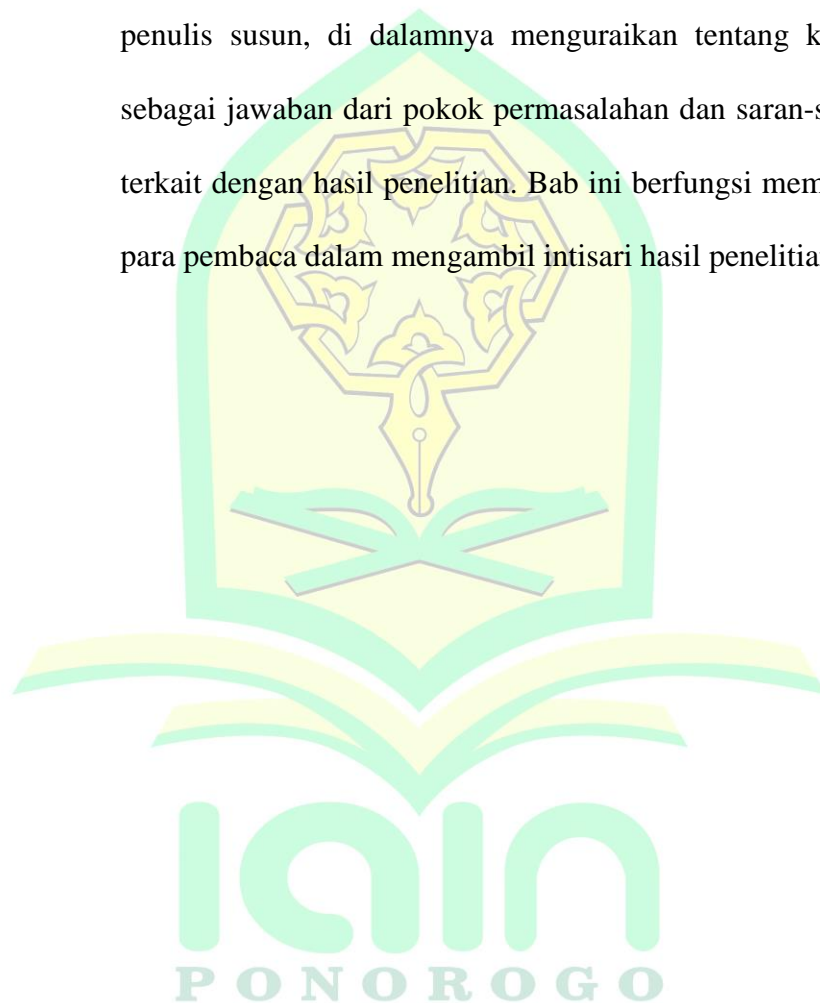 penulis susun, di dalamnya menguraikan tentang k
sebagai jawaban dari pokok permasalahan dan saran-s
terkait dengan hasil penelitian. Bab ini berfungsi mem
para pembaca dalam mengambil intisari hasil penelitia
iain
PONOROGO